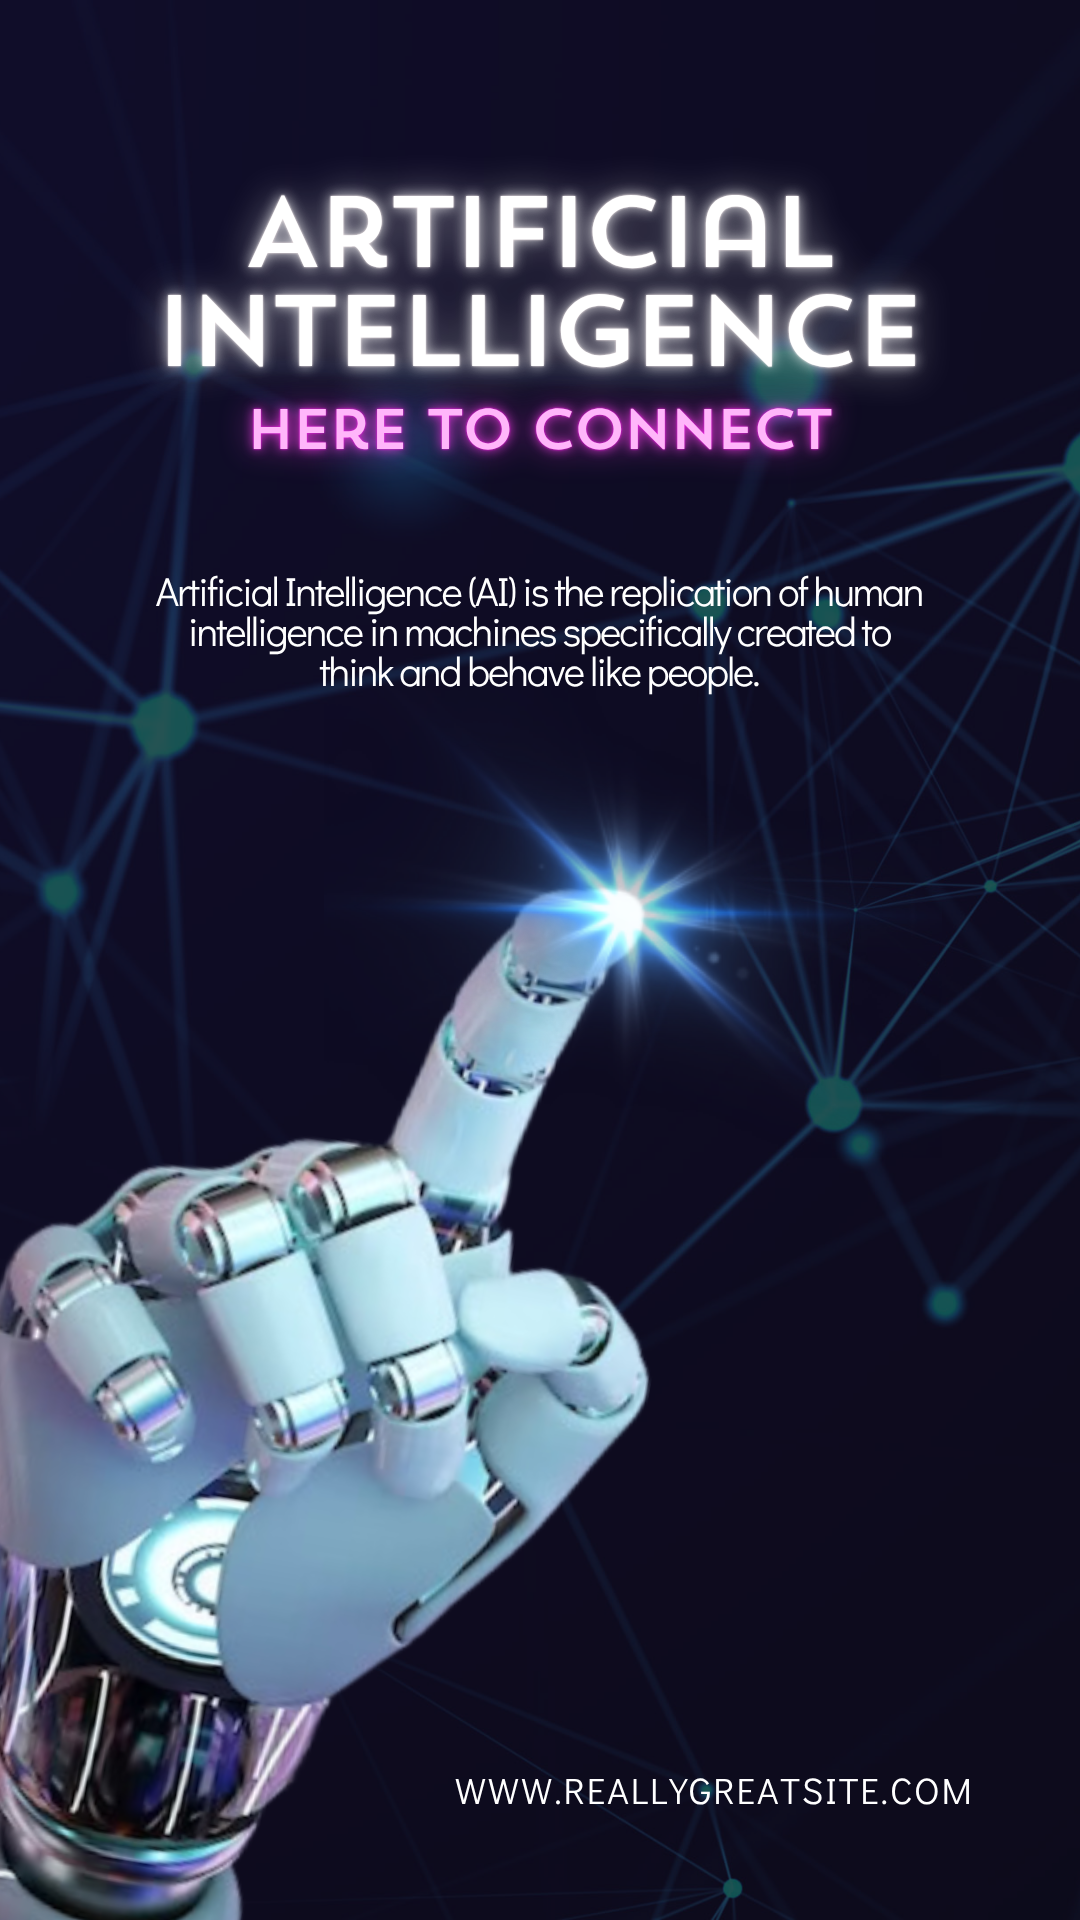 ARTIFICIAL
INTELLIGENCE
HERE TO CONNECT
Artificial Intelligence (AI) is the replication of human
intelligence in machines specifically created to
think and behave like people.
WWW.REALLYGREATSITE.COM